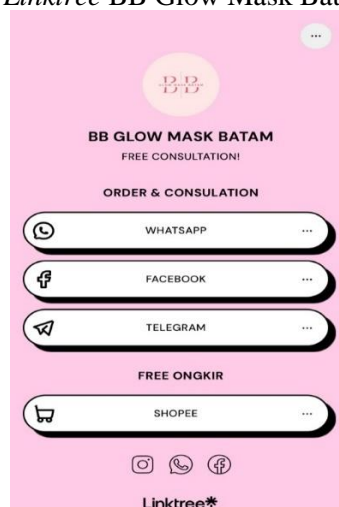 Linktree BB Glow Mask Bat
...
BB
BB GLOW MASK BATAM
FREE CONSULTATION!
ORDER & CONSULATION
WHATSAPP ...
FACEBOOK ...
TELEGRAM ...
FREE ONGKIR
SHOPEE ...
Linktree*